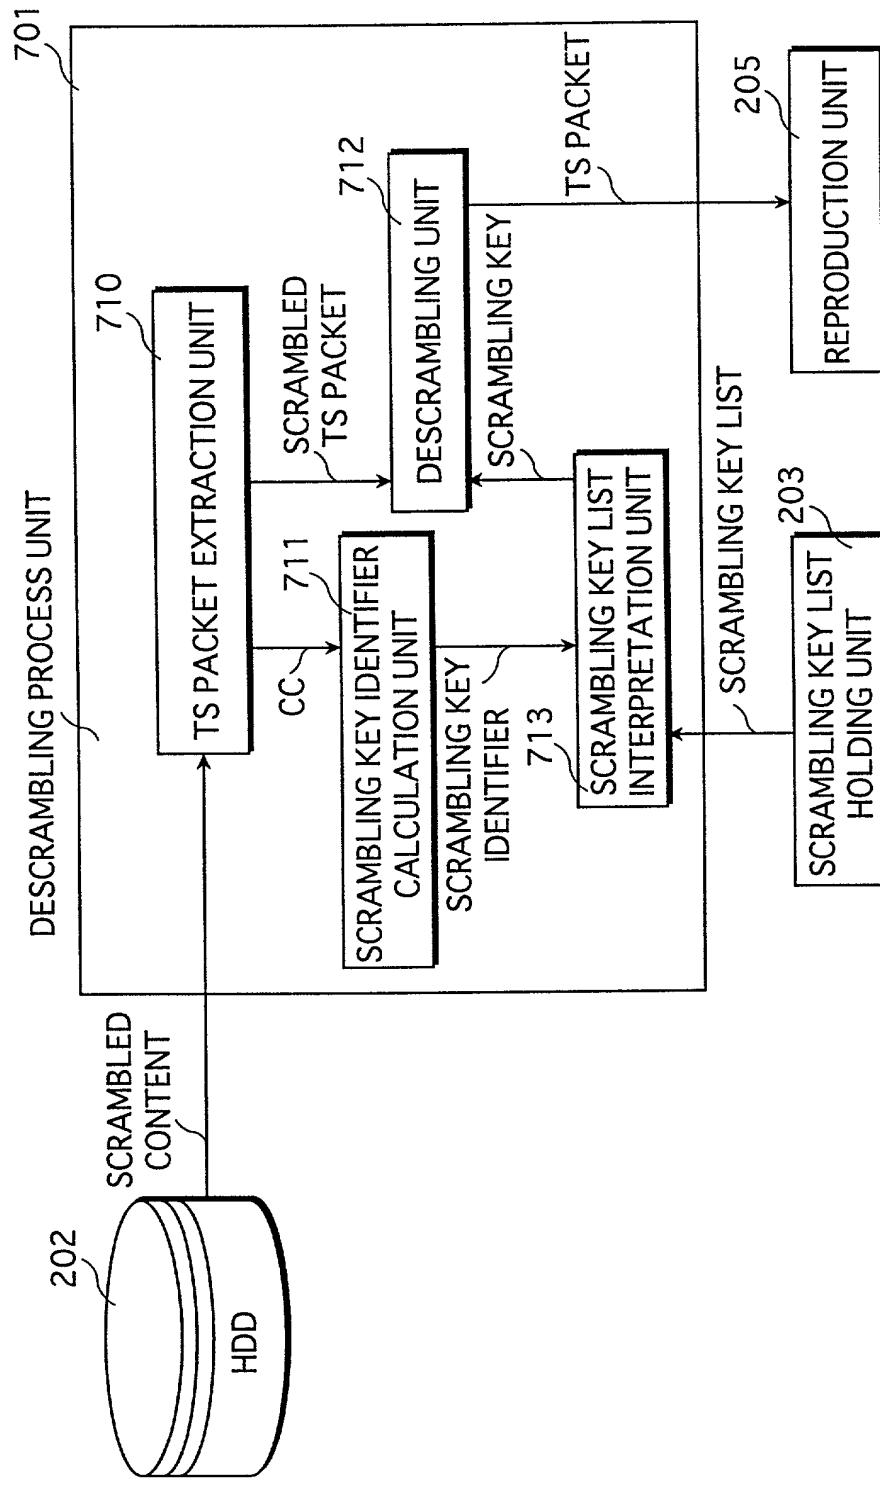 701
DESCRAMBLING PROCESS UNIT
202
HDD
SCRAMBLED
CONTENT
710
TS PACKET EXTRACTION UNIT
CC
SCRAMBLED
TS PACKET
711
SCRAMBLING KEY IDENTIFIER
CALCULATION UNIT
712
DESCRAMBLING UNIT
SCRAMBLING KEY
IDENTIFIER
SCRAMBLING KEY
TS PACKET
713
SCRAMBLING KEY LIST
INTERPRETATION UNIT
SCRAMBLING KEY LIST
203
SCRAMBLING KEY LIST
HOLDING UNIT
205
REPRODUCTION UNIT